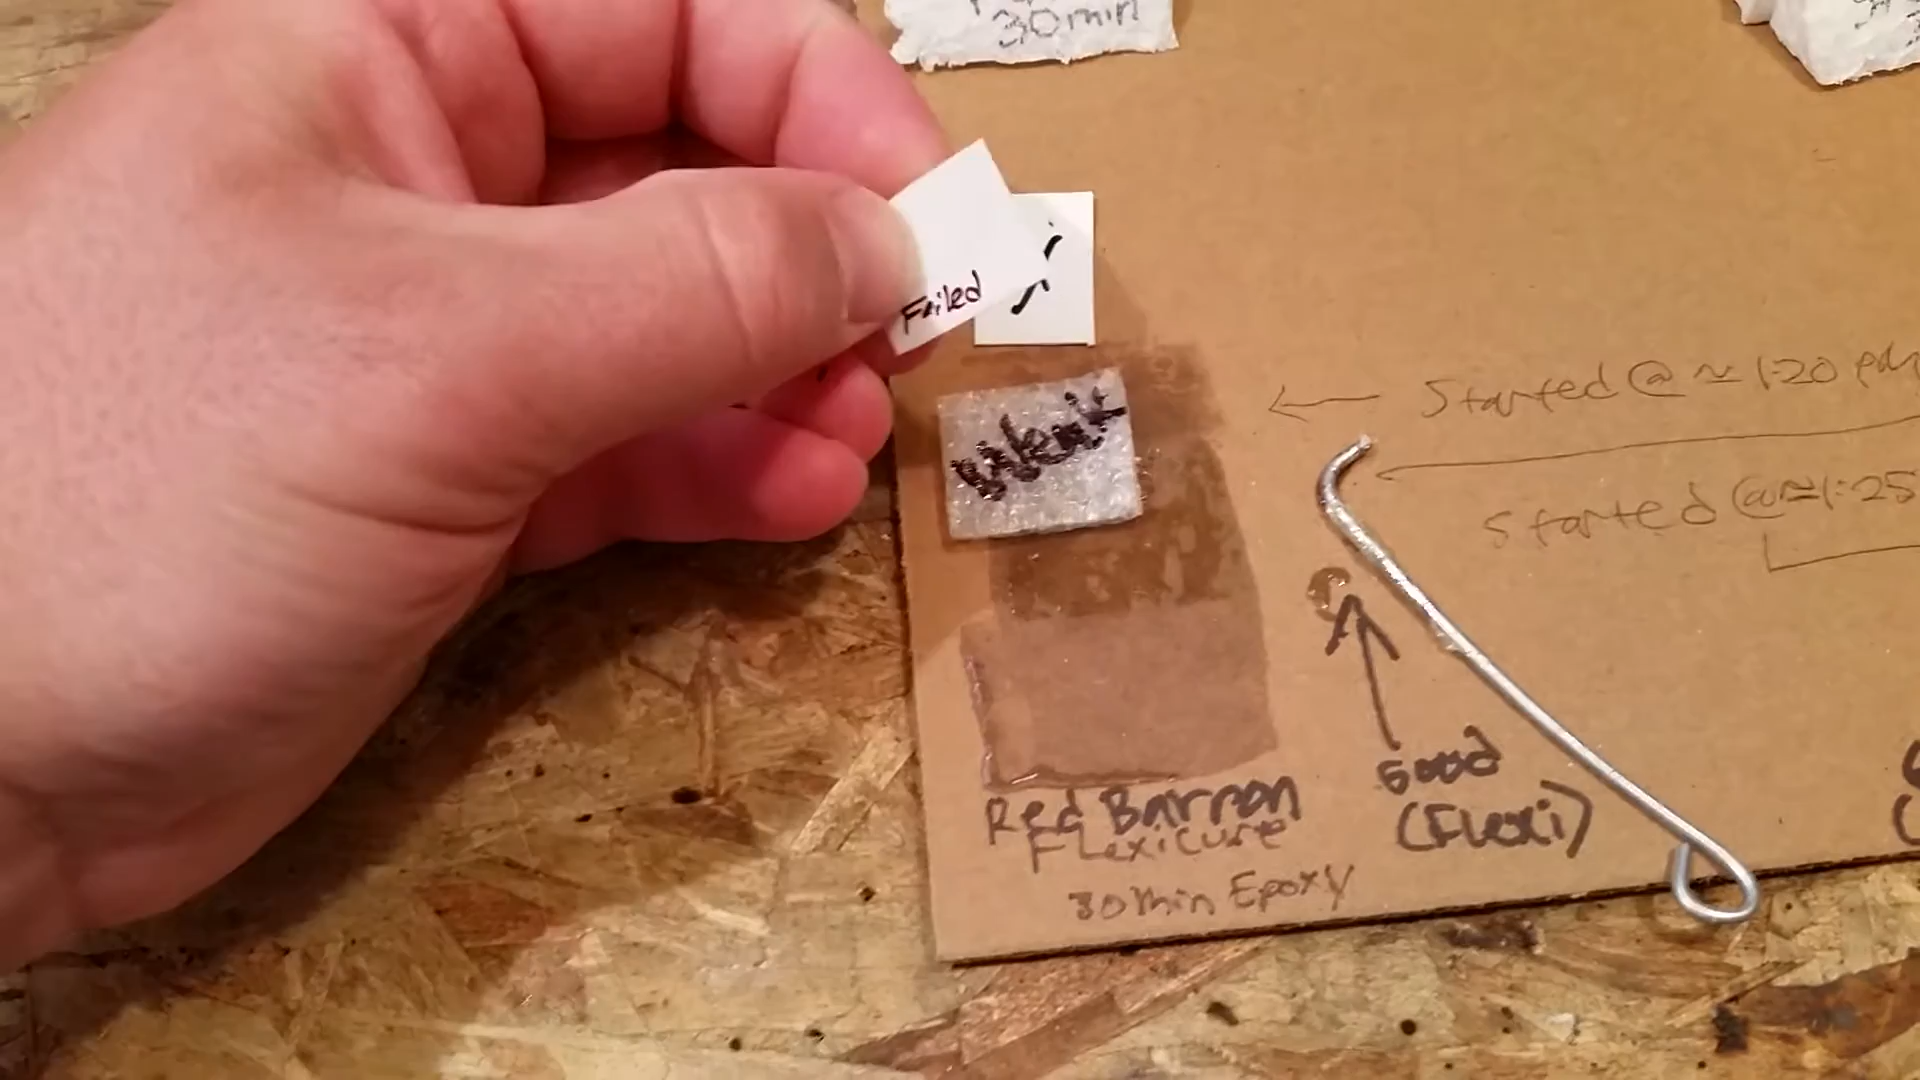 30min
Failed
Started @ ≈ 1:20 pm
Started @ ≈ 1:25
Good
(Flexi)
Red Barron
Flexicure
30 Min Epoxy